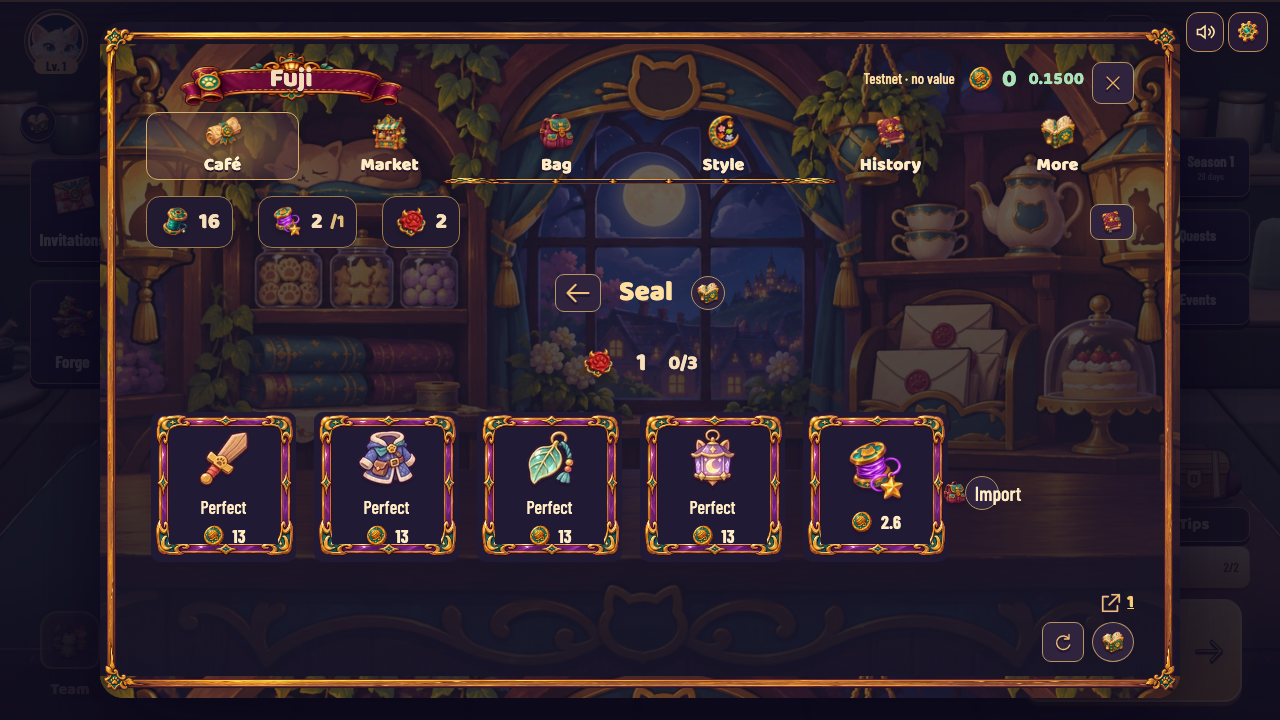 Lv. 1
Fuji
Testnet · no value 0 0.1500
Café Market Bag Style History More
16 2 /1 2
Season 1
29 days
Invitation
Quests
Seal
Events
1 0/3
Forge
Perfect Perfect Perfect Perfect
13 13 13 13 2.6
Import
Tips
2/2
1
Team